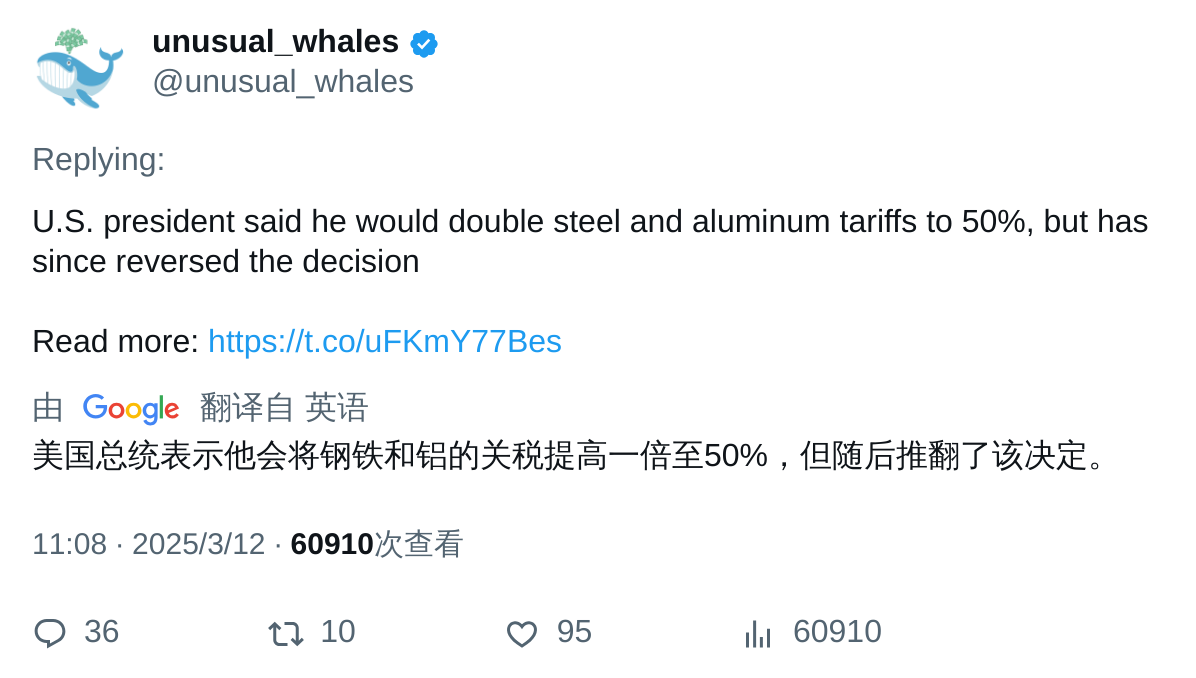 unusual_whales
@unusual_whales
Replying:
U.S. president said he would double steel and aluminum tariffs to 50%, but has
since reversed the decision
Read more: https://t.co/uFKmY77Bes
由 Google 翻译自 英语
美国总统表示他会将钢铁和铝的关税提高一倍至50%，但随后推翻了该决定。
11:08 · 2025/3/12 · 60910次查看
36 10 95 60910